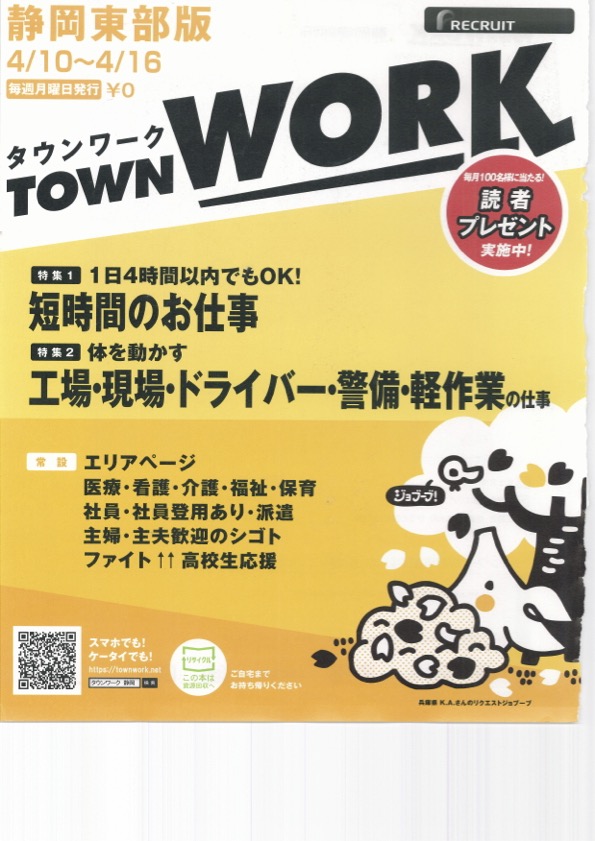 静岡東部版
RECRUIT
4/10〜4/16
毎週月曜日発行 ¥0
タウンワーク
TOWN WORK
毎月100名様に当たる!
読者
プレゼント
実施中!
特集1 1日4時間以内でもOK!
短時間のお仕事
特集2 体を動かす
工場・現場・ドライバー・警備・軽作業の仕事
常設 エリアページ
医療・看護・介護・福祉・保育
社員・社員登用あり・派遣
主婦・主夫歓迎のシゴト
ファイト↑↑高校生応援
ジョブーブ!
スマホでも!
ケータイでも!
https://townwork.net
タウンワーク 静岡 検索
リサイクル
この本は
資源回収へ
ご自宅まで
お持ち帰りください
兵庫県 K.A.さんのリクエストジョブーブ